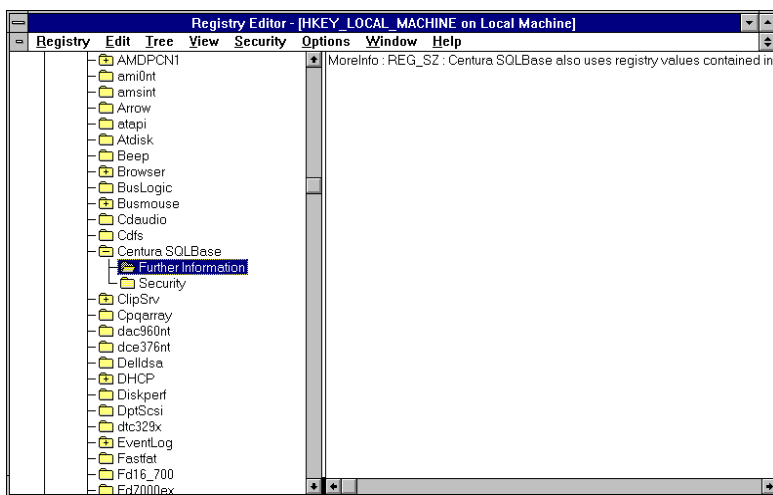 Registry Editor - [HKEY_LOCAL_MACHINE on Local Machine]
Registry Edit Tree View Security Options Window Help
AMDPCN1
ami0nt
amsint
Arrow
atapi
Atdisk
Beep
Browser
BusLogic
Busmouse
Cdaudio
Cdfs
Centura SQLBase
Further Information
Security
ClipSrv
Cpqarray
dac960nt
dce376nt
Delldsa
DHCP
Diskperf
DptScsi
dtc329x
EventLog
Fastfat
Fd16_700
Fd7000ex
MoreInfo : REG_SZ : Centura SQLBase also uses registry values contained in